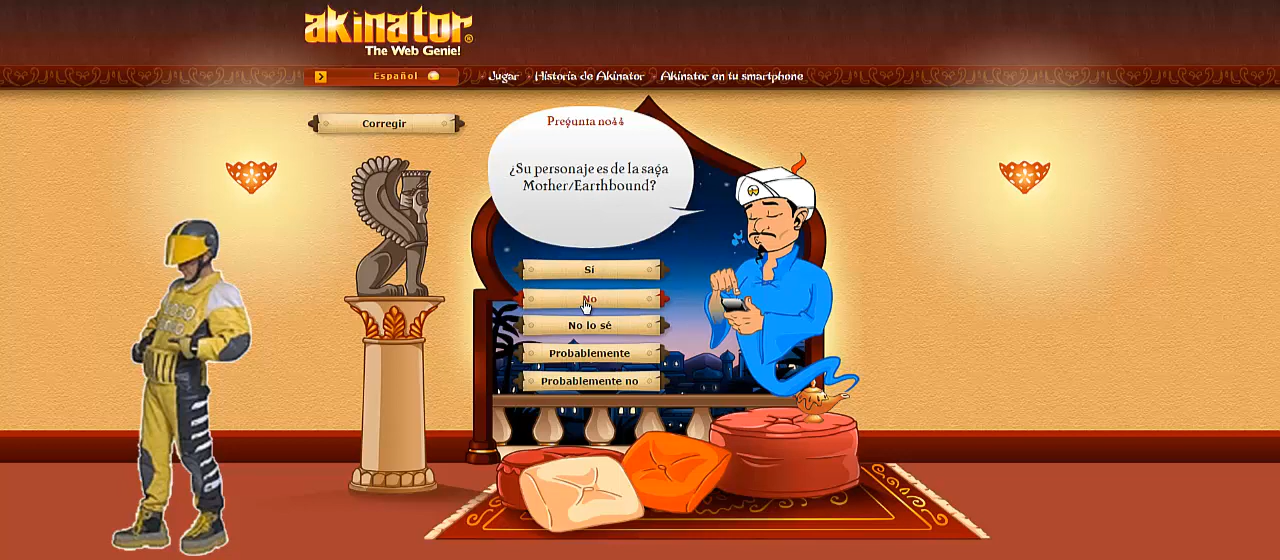 akinator®
The Web Genie!
Español
Jugar
Historia de Akinator
Akinator en tu smartphone
Corregir
Pregunta no44
¿Su personaje es de la saga
Mother/Earthbound?
Sí
No
No lo sé
Probablemente
Probablemente no